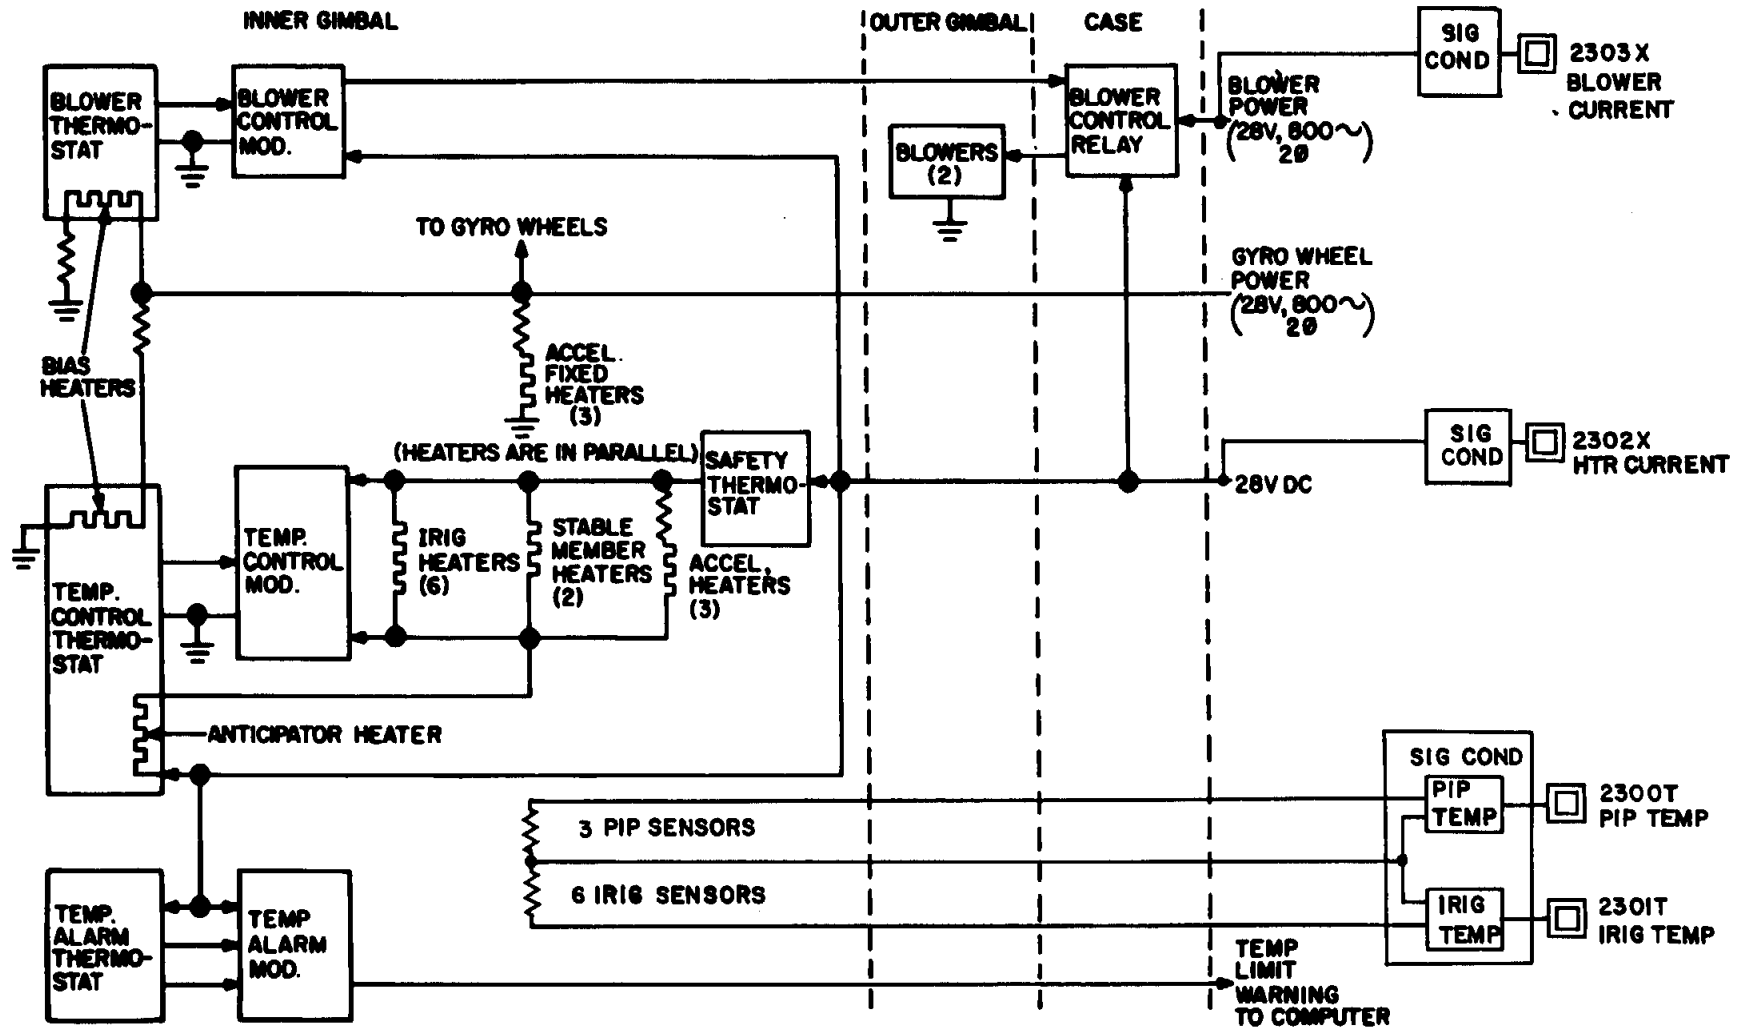 INNER GIMBAL
OUTER GIMBAL
CASE
SIG
COND
2303X
BLOWER
CURRENT
BLOWER
THERMO-
STAT
BLOWER
CONTROL
MOD.
BLOWER
CONTROL
RELAY
BLOWER
POWER
(28V, 800~)
2Ø
BLOWERS
(2)
TO GYRO WHEELS
GYRO WHEEL
POWER
(28V, 800~)
2Ø
BIAS
HEATERS
ACCEL.
FIXED
HEATERS
(3)
(HEATERS ARE IN PARALLEL)
SAFETY
THERMO-
STAT
28V DC
SIG
COND
2302X
HTR CURRENT
TEMP.
CONTROL
THERMO-
STAT
TEMP.
CONTROL
MOD.
IRIG
HEATERS
(6)
STABLE
MEMBER
HEATERS
(2)
ACCEL.
HEATERS
(3)
ANTICIPATOR HEATER
SIG COND
PIP
TEMP
2300T
PIP TEMP
3 PIP SENSORS
6 IRIG SENSORS
IRIG
TEMP
2301T
IRIG TEMP
TEMP.
ALARM
THERMO-
STAT
TEMP
ALARM
MOD.
TEMP
LIMIT
WARNING
TO COMPUTER